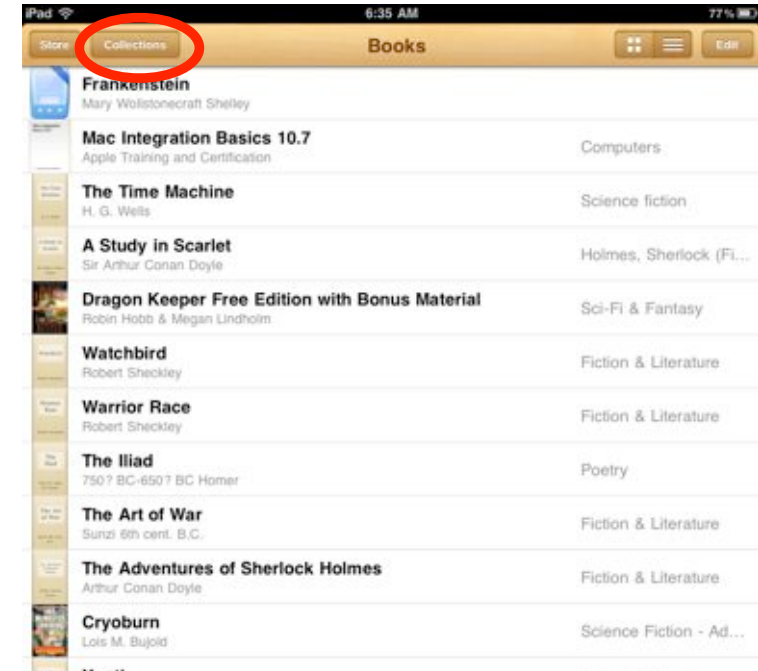 iPad 6:35 AM 77%
Store Collections Books Edit
Frankenstein
Mary Wollstonecraft Shelley
Mac Integration Basics 10.7
Apple Training and Certification
Computers
The Time Machine
H. G. Wells
Science fiction
A Study in Scarlet
Sir Arthur Conan Doyle
Holmes, Sherlock (Fi...
Dragon Keeper Free Edition with Bonus Material
Robin Hobb & Megan Lindholm
Sci-Fi & Fantasy
Watchbird
Robert Sheckley
Fiction & Literature
Warrior Race
Robert Sheckley
Fiction & Literature
The Iliad
750? BC-650? BC Homer
Poetry
The Art of War
Sunzi 6th cent. B.C.
Fiction & Literature
The Adventures of Sherlock Holmes
Arthur Conan Doyle
Fiction & Literature
Cryoburn
Lois M. Bujold
Science Fiction - Ad...